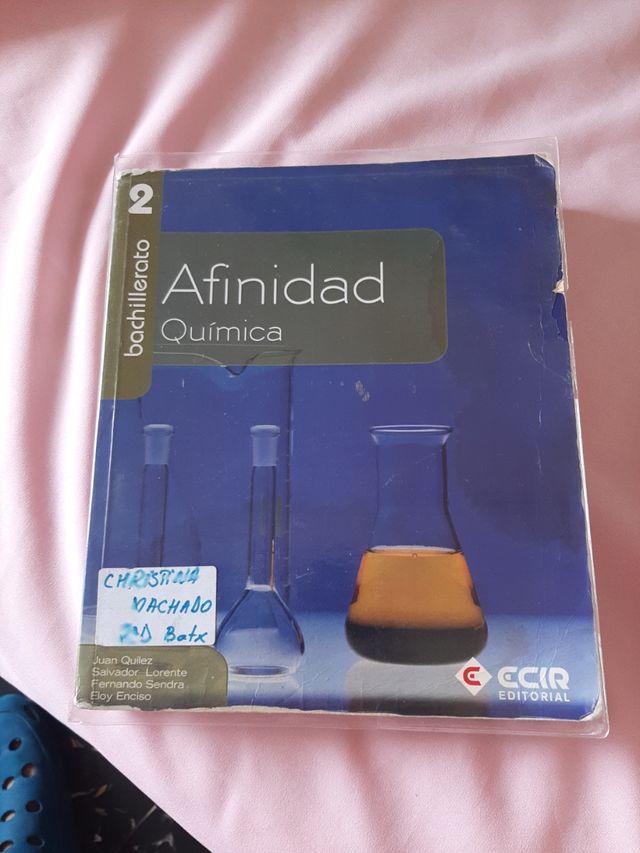 2
bachillerato
Afinidad
Química
CHRISTINA
MACHADO
Batx
Juan Quílez
Salvador Lorente
Fernando Sendra
Eloy Enciso
ECIR
EDITORIAL